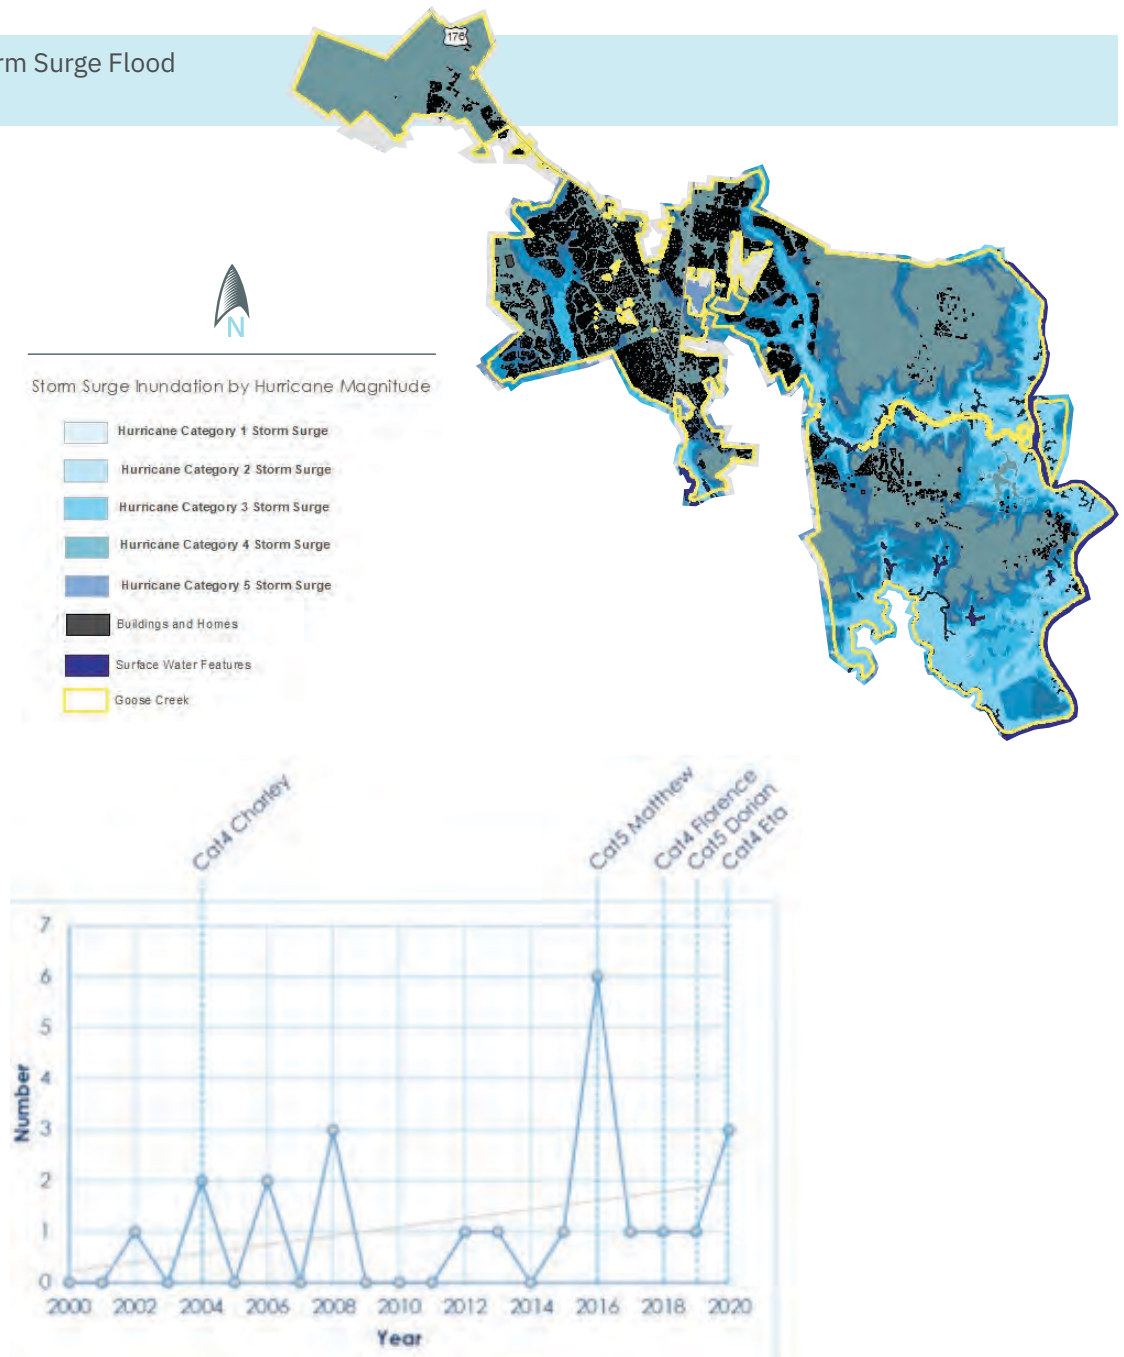 rm Surge Flood
176
N
Storm Surge Inundation by Hurricane Magnitude
Hurricane Category 1 Storm Surge
Hurricane Category 2 Storm Surge
Hurricane Category 3 Storm Surge
Hurricane Category 4 Storm Surge
Hurricane Category 5 Storm Surge
Buildings and Homes
Surface Water Features
Goose Creek
Cat4 Charley
Cat5 Matthew
Cat4 Florence
Cat5 Dorian
Cat4 Eta
7
6
5
4
3
2
1
0
Number
2000 2002 2004 2006 2008 2010 2012 2014 2016 2018 2020
Year